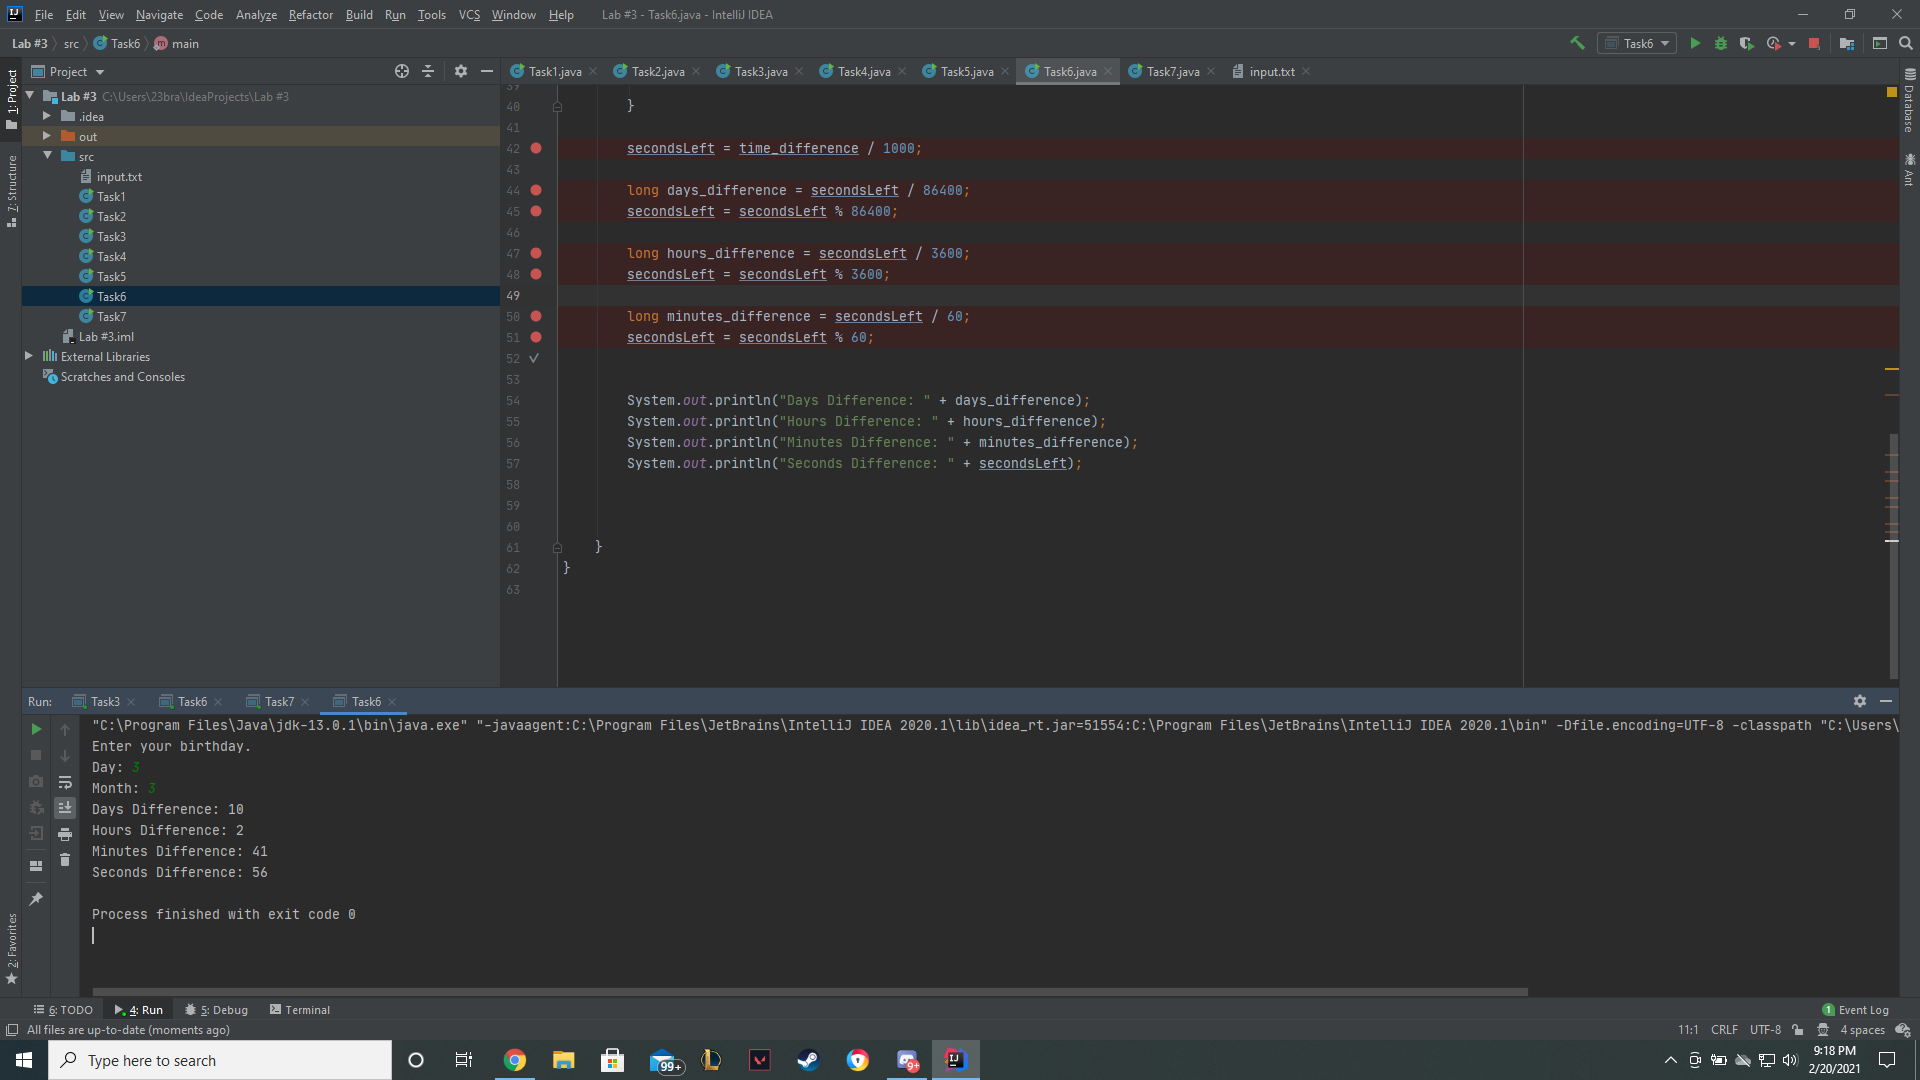 File Edit View Navigate Code Analyze Refactor Build Run Tools VCS Window Help Lab #3 - Task6.java - IntelliJ IDEA
Lab #3 src Task6 main Task6
Project
Task1.java Task2.java Task3.java Task4.java Task5.java Task6.java Task7.java input.txt
1: Project
7: Structure
2: Favorites
Database
Ant
Lab #3 C:\Users\23bra\IdeaProjects\Lab #3
.idea
out
src
input.txt
Task1
Task2
Task3
Task4
Task5
Task6
Task7
Lab #3.iml
External Libraries
Scratches and Consoles
39
40 }
41
42 secondsLeft = time_difference / 1000;
43
44 long days_difference = secondsLeft / 86400;
45 secondsLeft = secondsLeft % 86400;
46
47 long hours_difference = secondsLeft / 3600;
48 secondsLeft = secondsLeft % 3600;
49
50 long minutes_difference = secondsLeft / 60;
51 secondsLeft = secondsLeft % 60;
52
53
54 System.out.println("Days Difference: " + days_difference);
55 System.out.println("Hours Difference: " + hours_difference);
56 System.out.println("Minutes Difference: " + minutes_difference);
57 System.out.println("Seconds Difference: " + secondsLeft);
58
59
60
61 }
62 }
63
Run: Task3 Task6 Task7 Task6
"C:\Program Files\Java\jdk-13.0.1\bin\java.exe" "-javaagent:C:\Program Files\JetBrains\IntelliJ IDEA 2020.1\lib\idea_rt.jar=51554:C:\Program Files\JetBrains\IntelliJ IDEA 2020.1\bin" -Dfile.encoding=UTF-8 -classpath "C:\Users\
Enter your birthday.
Day: 3
Month: 3
Days Difference: 10
Hours Difference: 2
Minutes Difference: 41
Seconds Difference: 56
Process finished with exit code 0
6: TODO 4: Run 5: Debug Terminal 1 Event Log
All files are up-to-date (moments ago) 11:1 CRLF UTF-8 4 spaces
Type here to search 99+ 9+ 9:18 PM
2/20/2021